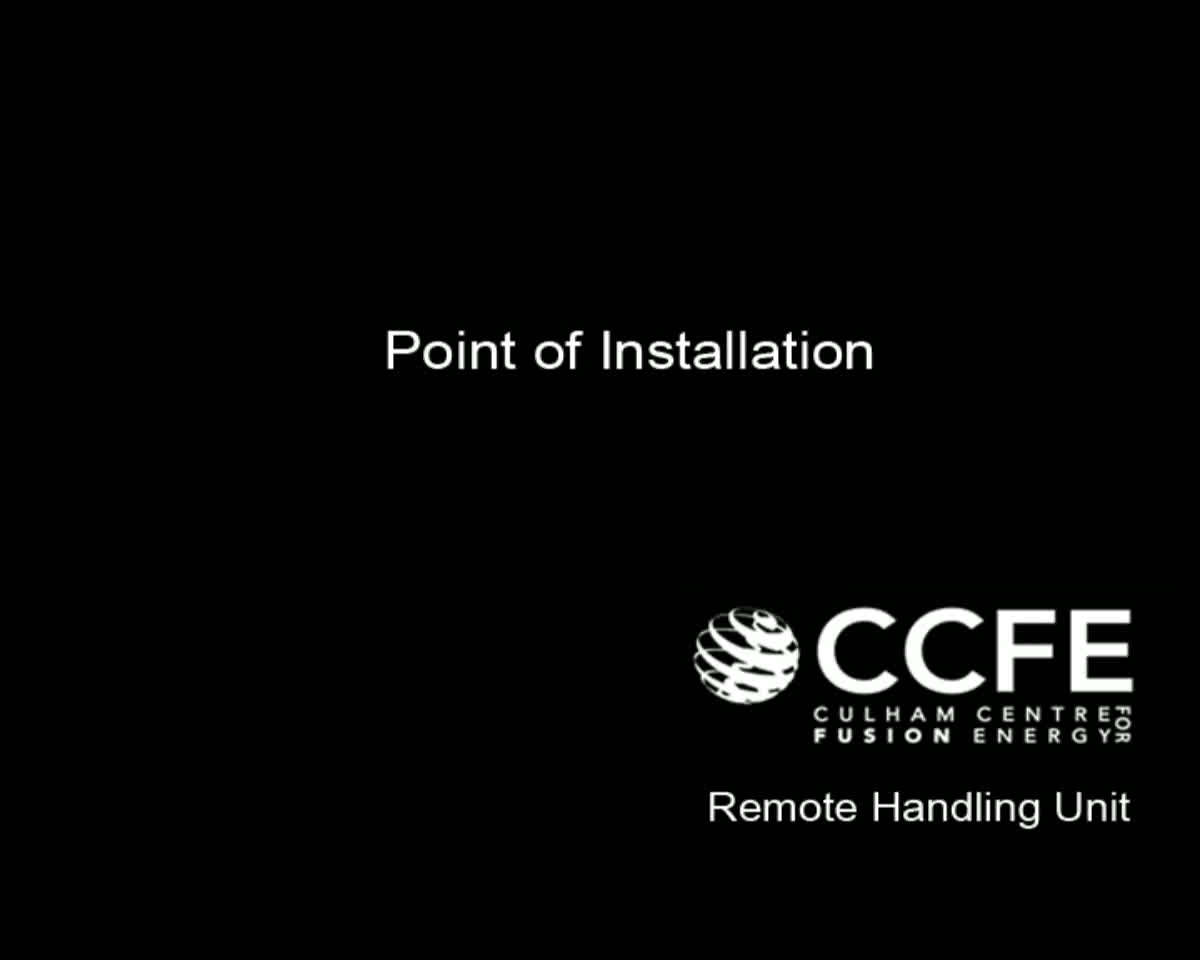 Point of Installation
CCFE
CULHAM CENTRE FOR
FUSION ENERGY
Remote Handling Unit